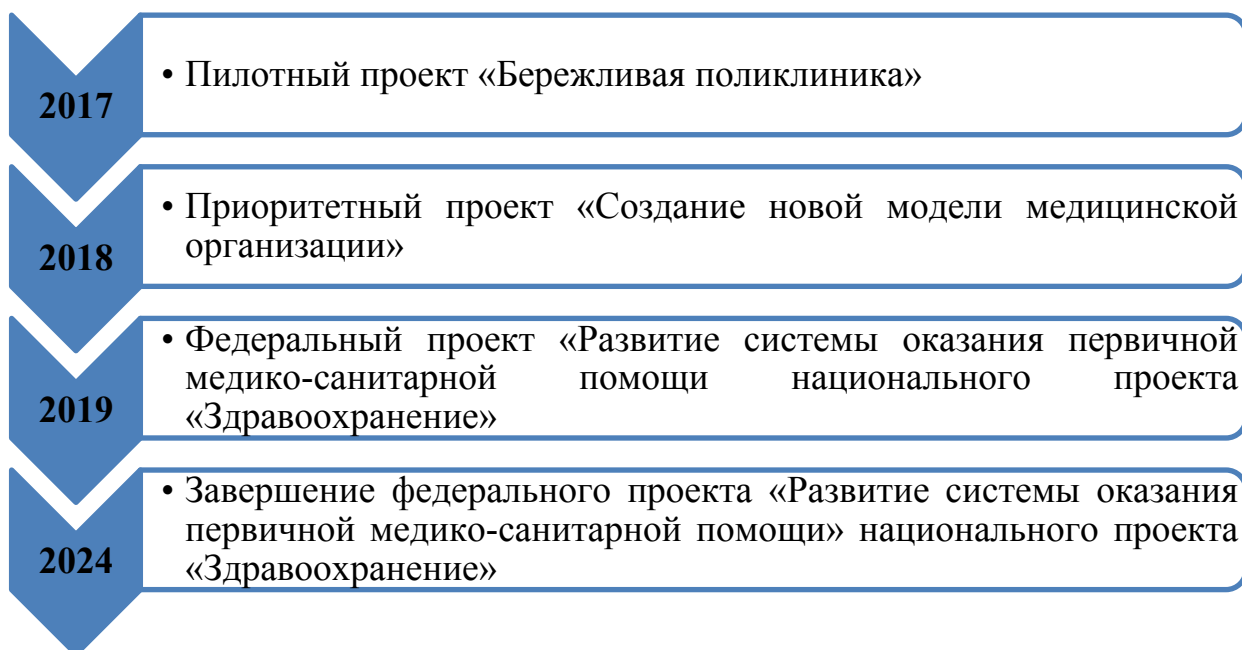 2017
• Пилотный проект «Бережливая поликлиника»
2018
• Приоритетный проект «Создание новой модели медицинской
организации»
2019
• Федеральный проект «Развитие системы оказания первичной
медико-санитарной помощи национального проекта
«Здравоохранение»
2024
• Завершение федерального проекта «Развитие системы оказания
первичной медико-санитарной помощи» национального проекта
«Здравоохранение»